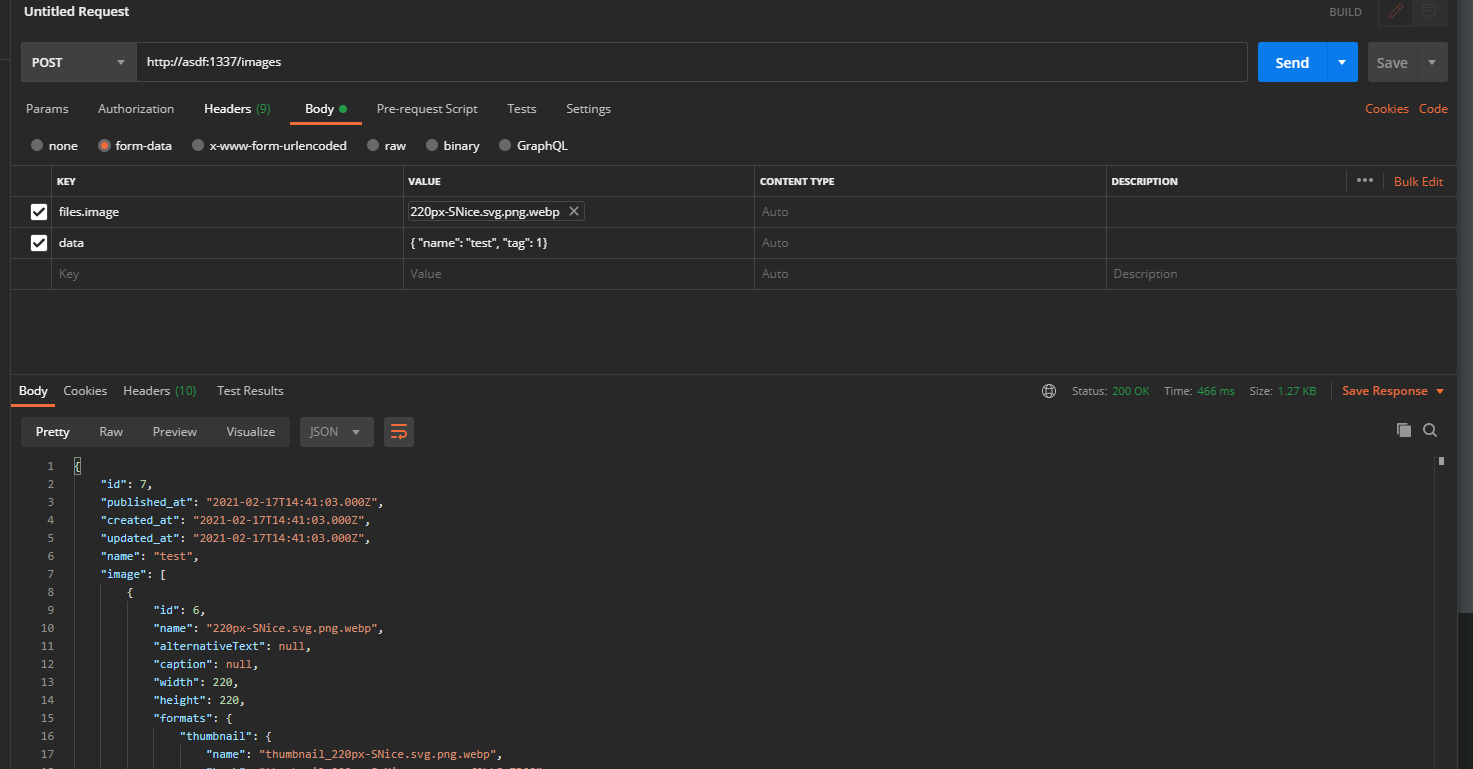 Untitled Request BUILD
POST http://asdf:1337/images Send Save
Params Authorization Headers (9) Body Pre-request Script Tests Settings Cookies Code
none form-data x-www-form-urlencoded raw binary GraphQL
KEY VALUE CONTENT TYPE DESCRIPTION ••• Bulk Edit
files.image 220px-SNice.svg.png.webp Auto
data { "name": "test", "tag": 1} Auto
Key Value Auto Description
Body Cookies Headers (10) Test Results Status: 200 OK Time: 466 ms Size: 1.27 KB Save Response
Pretty Raw Preview Visualize JSON
1 {
2 "id": 7,
3 "published_at": "2021-02-17T14:41:03.000Z",
4 "created_at": "2021-02-17T14:41:03.000Z",
5 "updated_at": "2021-02-17T14:41:03.000Z",
6 "name": "test",
7 "image": [
8 {
9 "id": 6,
10 "name": "220px-SNice.svg.png.webp",
11 "alternativeText": null,
12 "caption": null,
13 "width": 220,
14 "height": 220,
15 "formats": {
16 "thumbnail": {
17 "name": "thumbnail_220px-SNice.svg.png.webp",